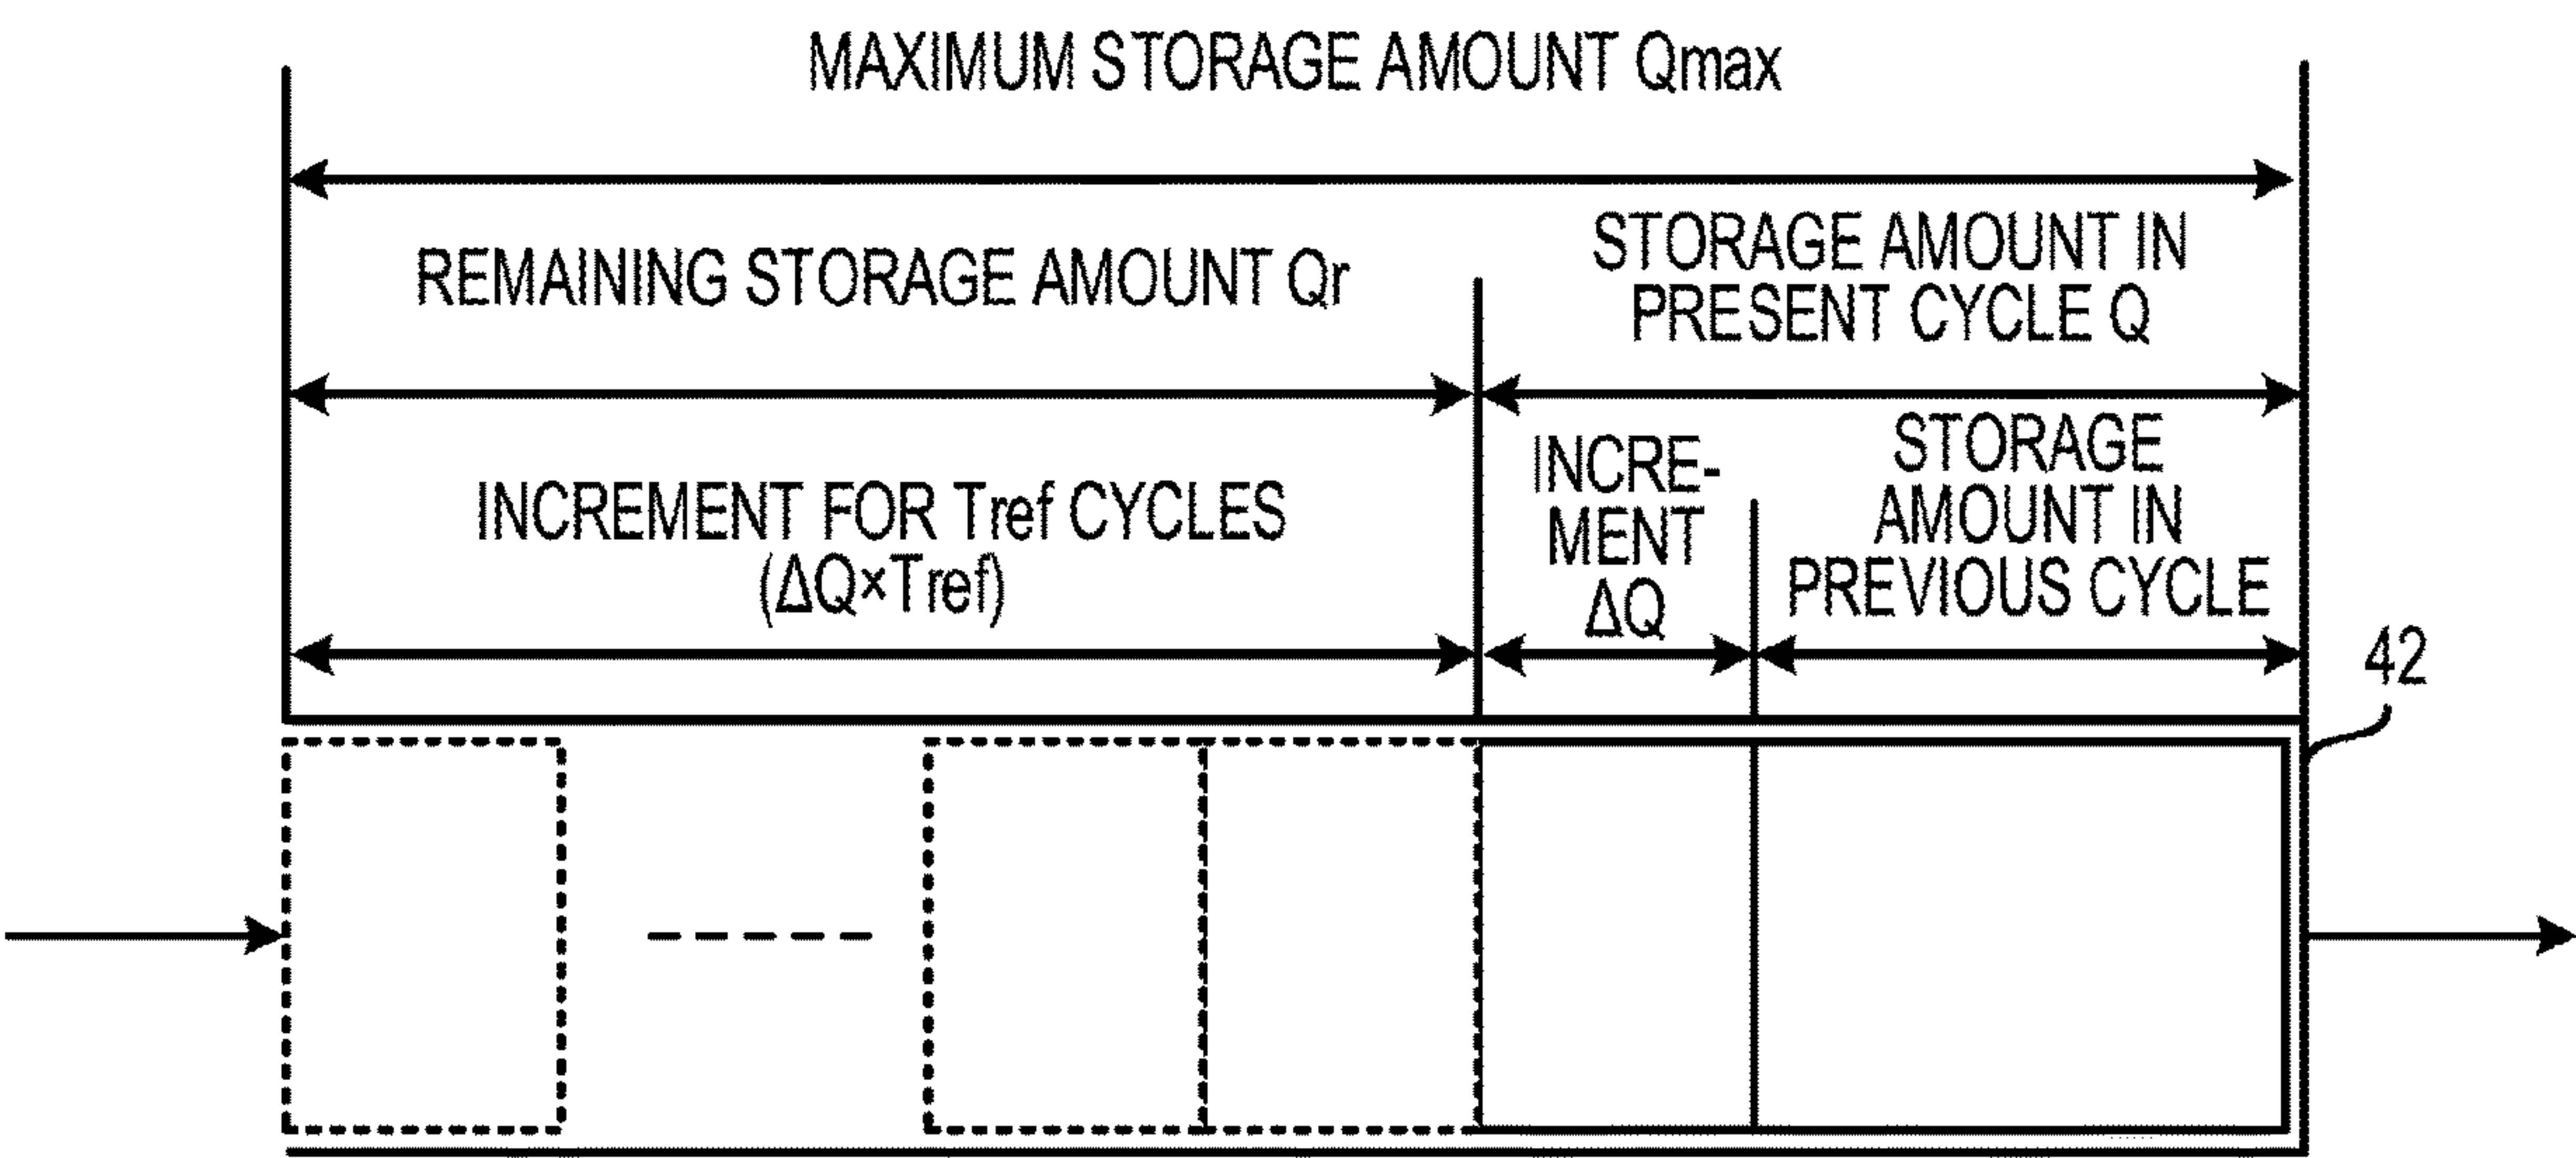 MAXIMUM STORAGE AMOUNT Qmax
REMAINING STORAGE AMOUNT Qr
STORAGE AMOUNT IN
PRESENT CYCLE Q
INCREMENT FOR Tref CYCLES
(ΔQ×Tref)
INCRE-
MENT
ΔQ
STORAGE
AMOUNT IN
PREVIOUS CYCLE
42